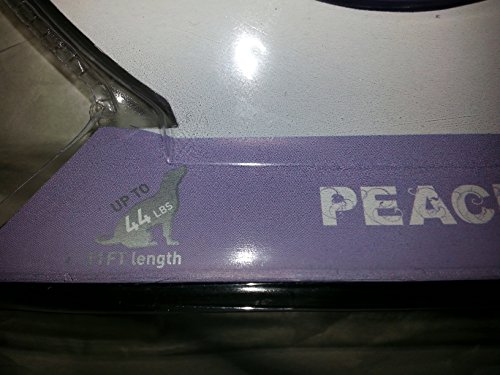 UP TO
44 LBS
FT length
PEAC